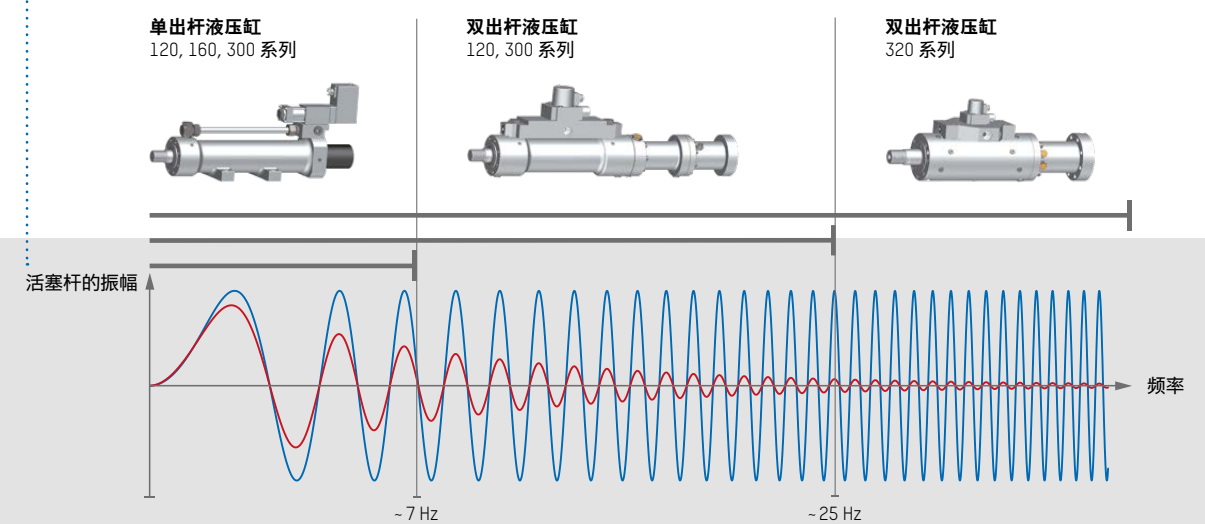 单出杆液压缸
120, 160, 300 系列
双出杆液压缸
120, 300 系列
双出杆液压缸
320 系列
活塞杆的振幅
频率
~ 7 Hz
~ 25 Hz